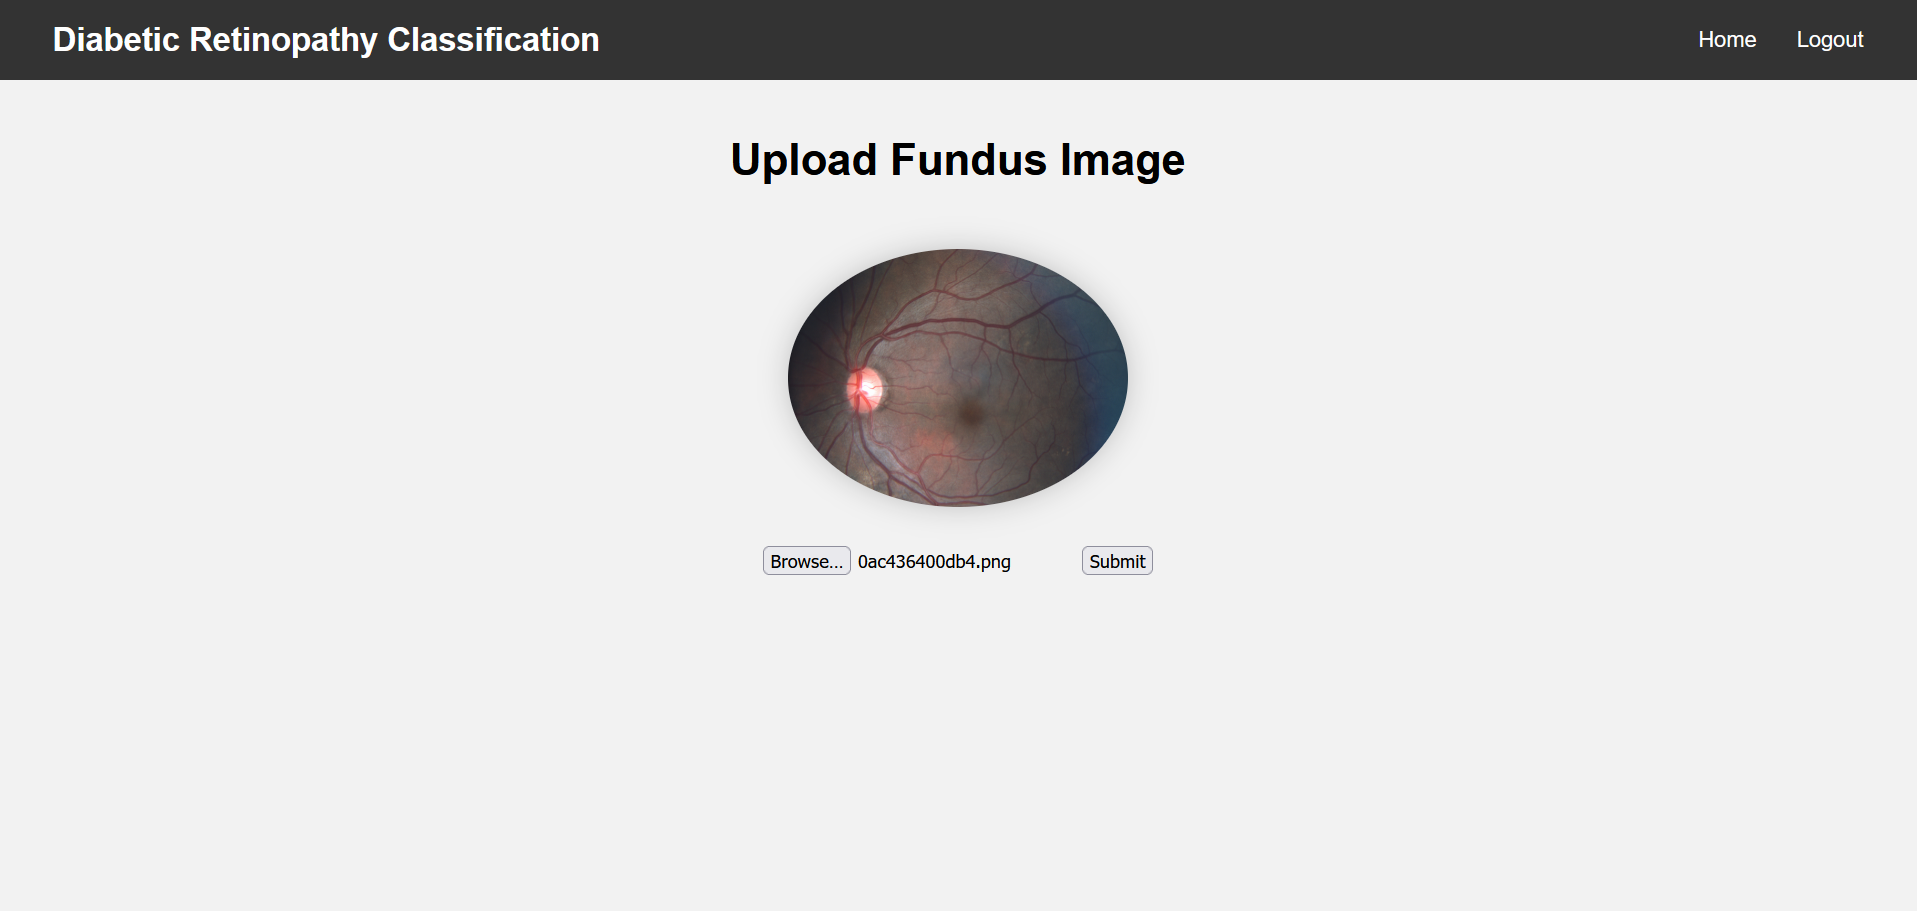 Diabetic Retinopathy Classification
Home
Logout
Upload Fundus Image
Browse...
0ac436400db4.png
Submit